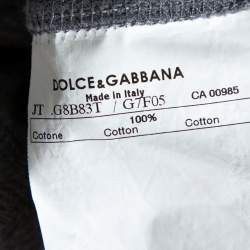 DOLCE&GABBANA
Made in Italy
JT .G8B83T / G7F05 CA 00985
100%
Cotone Cotton Cotton